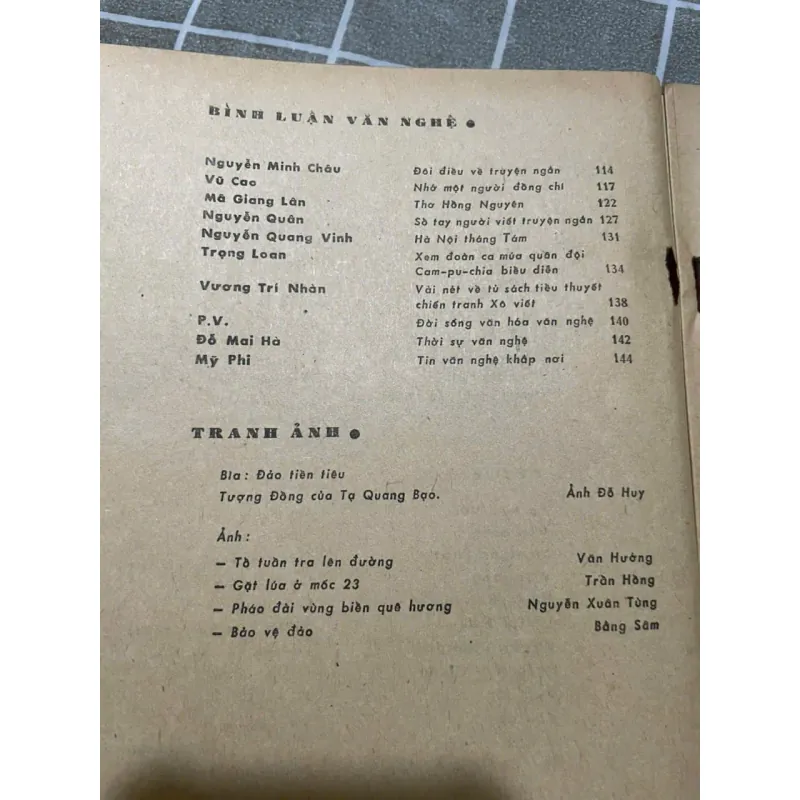 BÌNH LUẬN VĂN NGHỆ ●
Nguyễn Minh Châu Đôi điều về truyện ngắn 114
Vũ Cao Nhớ một người đồng chí 117
Mã Giang Lân Thơ Hồng Nguyên 122
Nguyễn Quân Sổ tay người viết truyện ngắn 127
Nguyễn Quang Vinh Hà Nội tháng Tám 131
Trọng Loan Xem đoàn ca múa quân đội
Cam-pu-chia biểu diễn 134
Vương Trí Nhàn Vài nét về tủ sách tiểu thuyết
chiến tranh Xô viết 138
P.V. Đời sống văn hóa văn nghệ 140
Đỗ Mai Hà Thời sự văn nghệ 142
Mỹ Phi Tin văn nghệ khắp nơi 144
TRANH ẢNH ●
Bìa: Đảo tiền tiêu
Tượng Đồng của Tạ Quang Bạo. Ảnh Đỗ Huy
Ảnh:
— Tổ tuần tra lên đường Văn Hường
— Gặt lúa ở mốc 23 Trần Hồng
— Pháo đài vùng biển quê hương Nguyễn Xuân Tùng
— Bảo vệ đảo Bằng Sâm